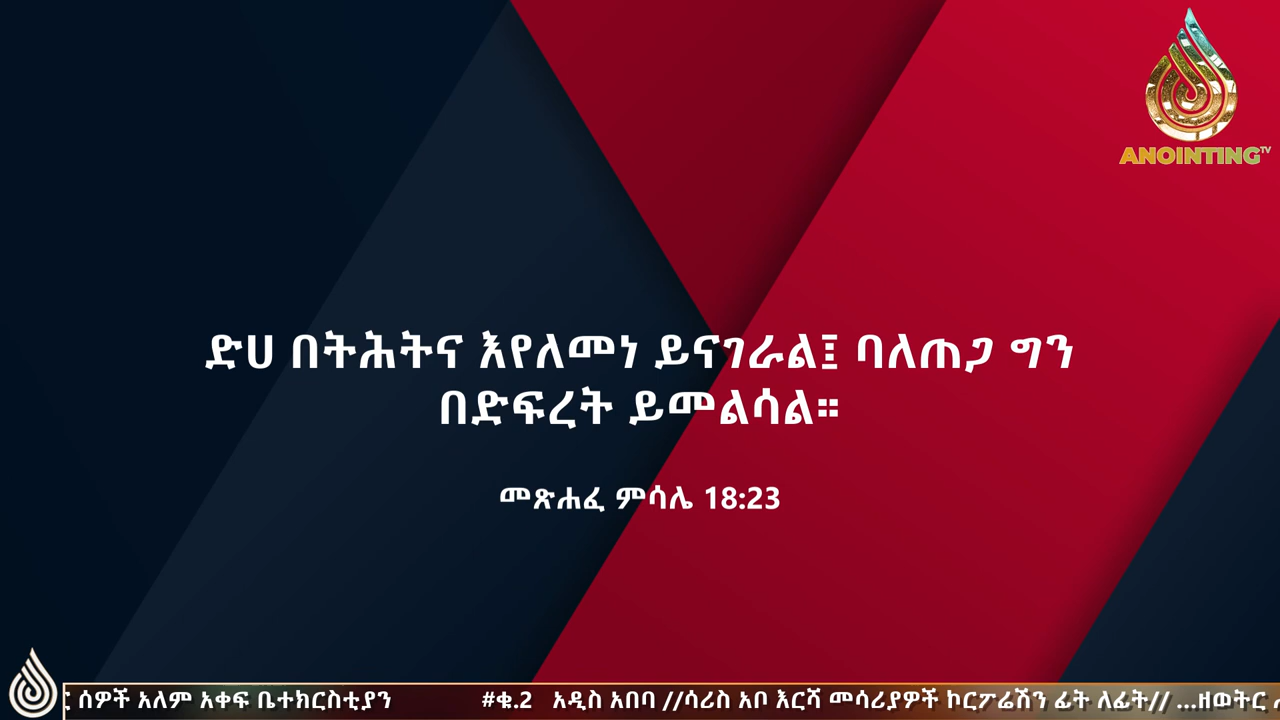 ANOINTING TV
ድሀ በትሕትና እየለመነ ይናገራል፤ ባለጠጋ ግን
በድፍረት ይመልሳል።
መጽሐፈ ምሳሌ 18:23
ሰዎች አለም አቀፍ ቤተክርስቲያን #ቁ.2 አዲስ አበባ //ሳሪስ አቦ እርሻ መሳሪያዎች ኮርፖሬሽን ፊት ለፊት// ...ዘወትር